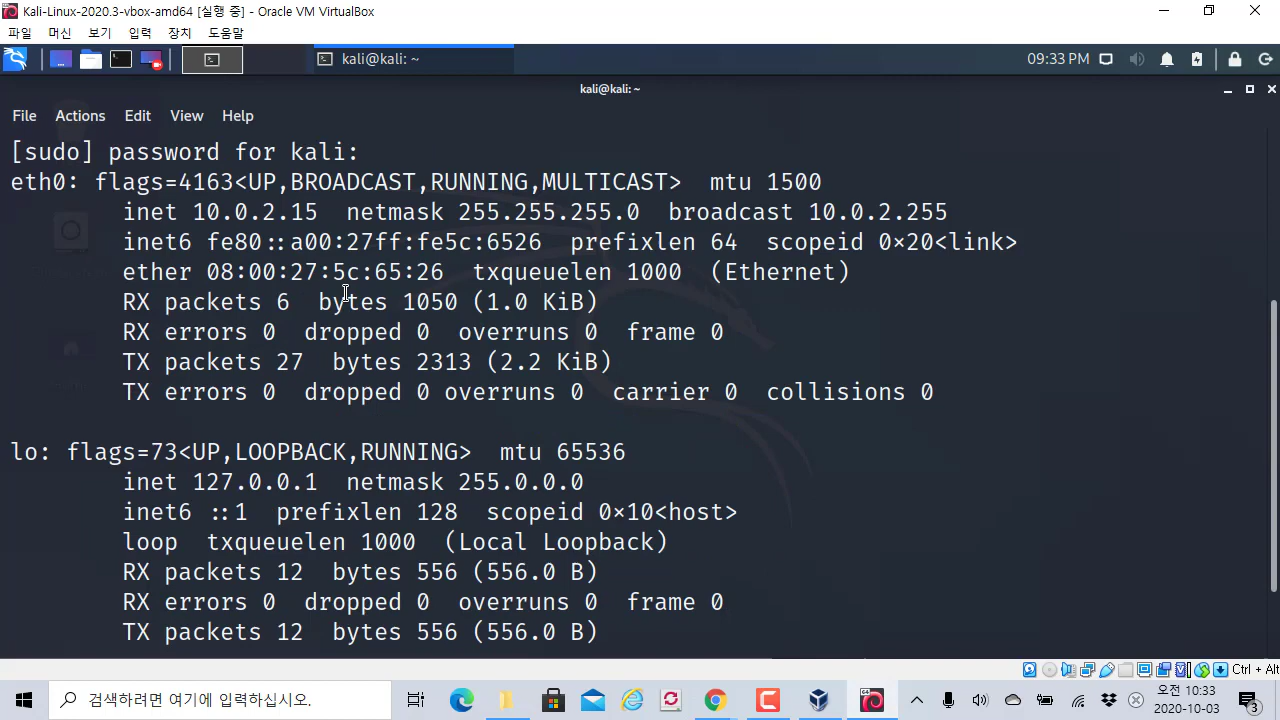 Kali-Linux-2020.3-vbox-amd64 [실행 중] - Oracle VM VirtualBox
파일 머신 보기 입력 장치 도움말
kali@kali: ~ 09:33 PM
kali@kali: ~
File Actions Edit View Help
[sudo] password for kali:
eth0: flags=4163<UP,BROADCAST,RUNNING,MULTICAST> mtu 1500
inet 10.0.2.15 netmask 255.255.255.0 broadcast 10.0.2.255
inet6 fe80::a00:27ff:fe5c:6526 prefixlen 64 scopeid 0×20<link>
ether 08:00:27:5c:65:26 txqueuelen 1000 (Ethernet)
RX packets 6 bytes 1050 (1.0 KiB)
RX errors 0 dropped 0 overruns 0 frame 0
TX packets 27 bytes 2313 (2.2 KiB)
TX errors 0 dropped 0 overruns 0 carrier 0 collisions 0
lo: flags=73<UP,LOOPBACK,RUNNING> mtu 65536
inet 127.0.0.1 netmask 255.0.0.0
inet6 ::1 prefixlen 128 scopeid 0×10<host>
loop txqueuelen 1000 (Local Loopback)
RX packets 12 bytes 556 (556.0 B)
RX errors 0 dropped 0 overruns 0 frame 0
TX packets 12 bytes 556 (556.0 B)
Ctrl + Alt
검색하려면 여기에 입력하십시오.
오전 10:33
2020-10-03
3